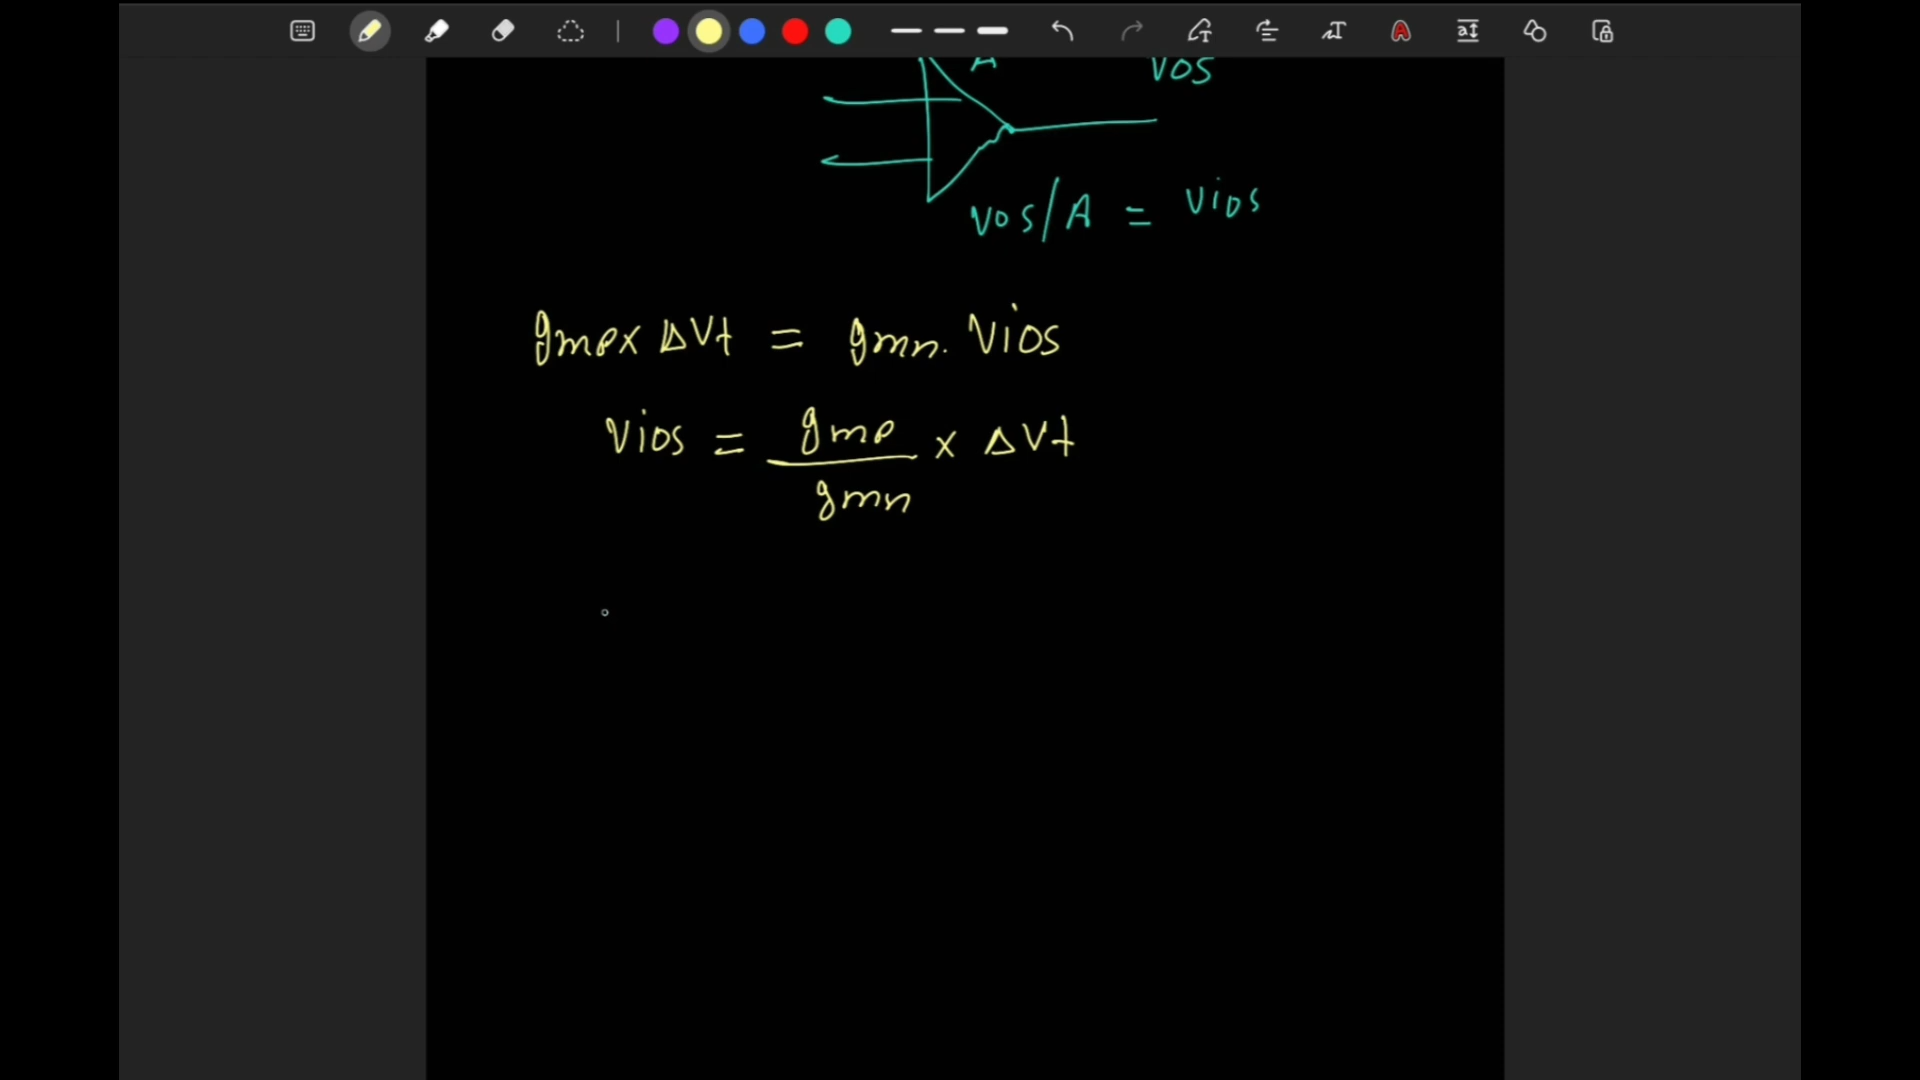 A
vos
vos/A = vios
gmp x ΔVt = gmn. Vios
Vios = gmp / gmn x ΔVt